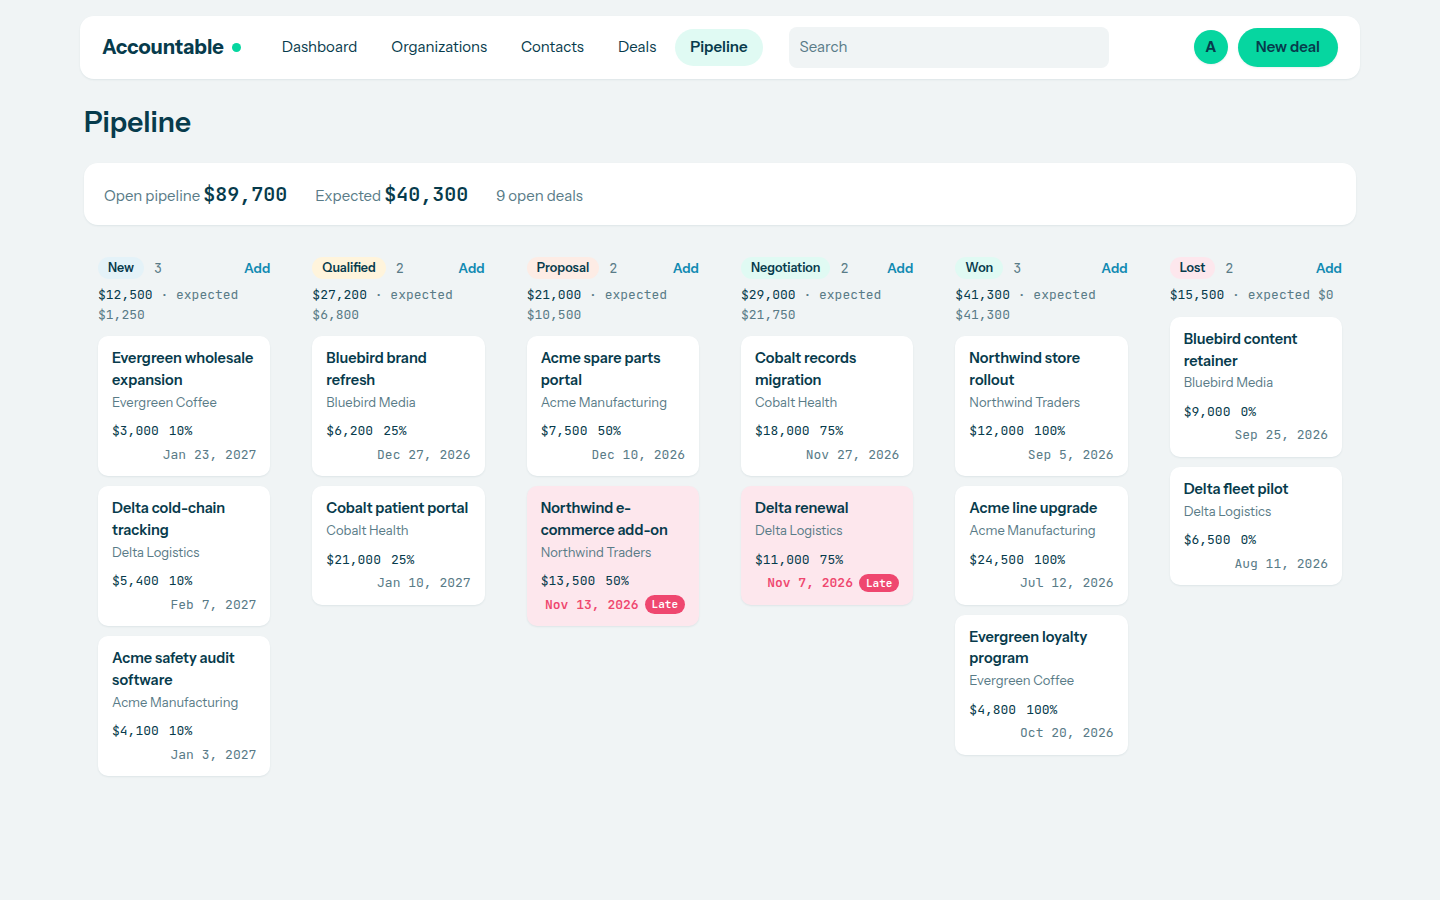 Accountable
Dashboard
Organizations
Contacts
Deals
Pipeline
Search
A
New deal
Pipeline
Open pipeline $89,700
Expected $40,300
9 open deals
New 3 Add
$12,500 · expected
$1,250
Evergreen wholesale
expansion
Evergreen Coffee
$3,000 10%
Jan 23, 2027
Delta cold-chain
tracking
Delta Logistics
$5,400 10%
Feb 7, 2027
Acme safety audit
software
Acme Manufacturing
$4,100 10%
Jan 3, 2027
Qualified 2 Add
$27,200 · expected
$6,800
Bluebird brand
refresh
Bluebird Media
$6,200 25%
Dec 27, 2026
Cobalt patient portal
Cobalt Health
$21,000 25%
Jan 10, 2027
Proposal 2 Add
$21,000 · expected
$10,500
Acme spare parts
portal
Acme Manufacturing
$7,500 50%
Dec 10, 2026
Northwind e-
commerce add-on
Northwind Traders
$13,500 50%
Nov 13, 2026 Late
Negotiation 2 Add
$29,000 · expected
$21,750
Cobalt records
migration
Cobalt Health
$18,000 75%
Nov 27, 2026
Delta renewal
Delta Logistics
$11,000 75%
Nov 7, 2026 Late
Won 3 Add
$41,300 · expected
$41,300
Northwind store
rollout
Northwind Traders
$12,000 100%
Sep 5, 2026
Acme line upgrade
Acme Manufacturing
$24,500 100%
Jul 12, 2026
Evergreen loyalty
program
Evergreen Coffee
$4,800 100%
Oct 20, 2026
Lost 2 Add
$15,500 · expected $0
Bluebird content
retainer
Bluebird Media
$9,000 0%
Sep 25, 2026
Delta fleet pilot
Delta Logistics
$6,500 0%
Aug 11, 2026